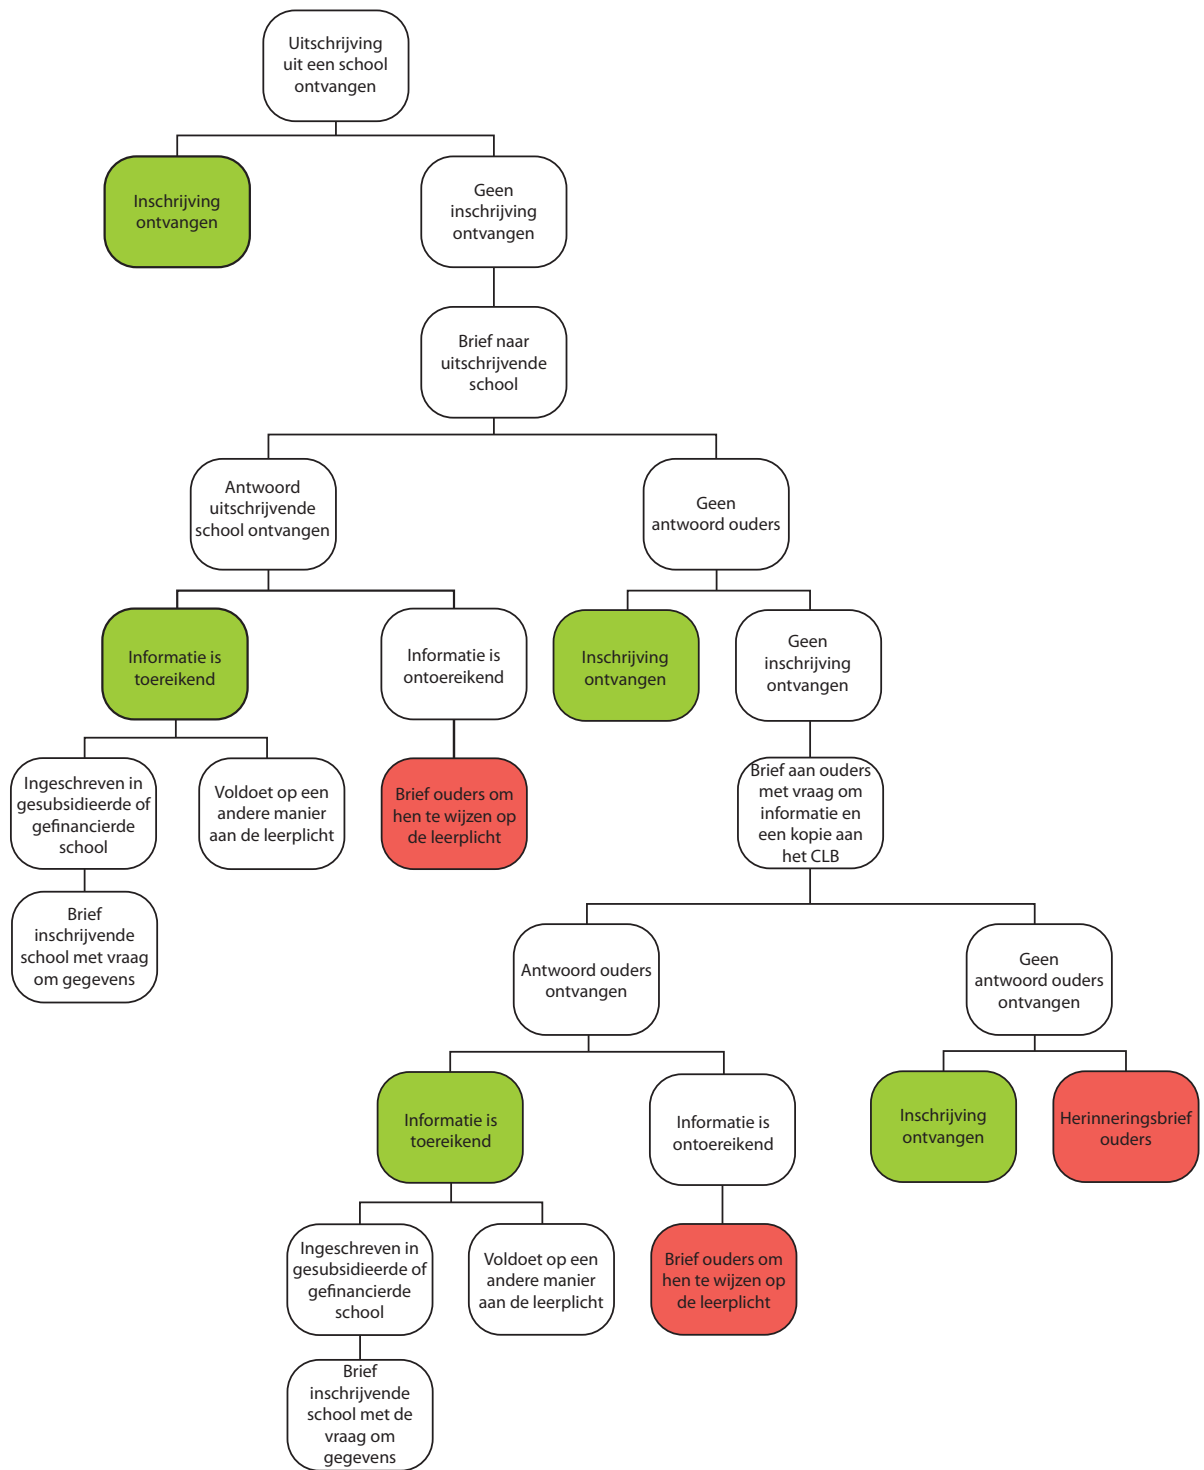 Uitschrijving
uit een school
ontvangen
Inschrijving
ontvangen
Geen
inschrijving
ontvangen
Brief naar
uitschrijvende
school
Antwoord
uitschrijvende
school ontvangen
Geen
antwoord ouders
Informatie is
toereikend
Informatie is
ontoereikend
Inschrijving
ontvangen
Geen
inschrijving
ontvangen
Ingeschreven in
gesubsidieerde of
gefinancierde
school
Voldoet op een
andere manier
aan de leerplicht
Brief ouders om
hen te wijzen op
de leerplicht
Brief aan ouders
met vraag om
informatie en
een kopie aan
het CLB
Brief
inschrijvende
school met vraag
om gegevens
Antwoord ouders
ontvangen
Geen
antwoord ouders
ontvangen
Informatie is
toereikend
Informatie is
ontoereikend
Inschrijving
ontvangen
Herinneringsbrief
ouders
Ingeschreven in
gesubsidieerde of
gefinancierde
school
Voldoet op een
andere manier
aan de leerplicht
Brief ouders om
hen te wijzen op
de leerplicht
Brief
inschrijvende
school met de
vraag om
gegevens